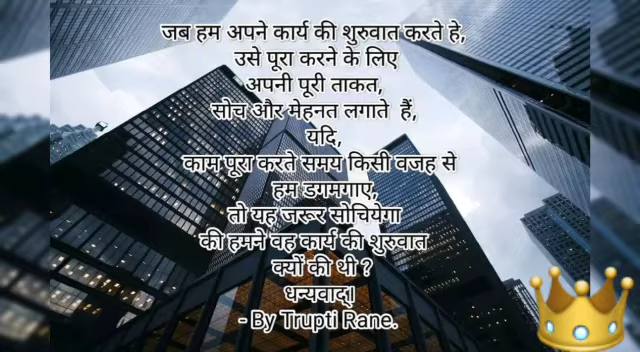 जब हम अपने कार्य की शुरुवात करते हे,
उसे पूरा करने के लिए
अपनी पूरी ताकत,
सोच और मेहनत लगाते हैं,
यदि,
काम पूरा करते समय किसी वजह से
हम डगमगाए,
तो यह जरूर सोचियेगा
की हमने वह कार्य की शुरुवात
क्यों की थी ?
धन्यवाद!
- By Trupti Rane.